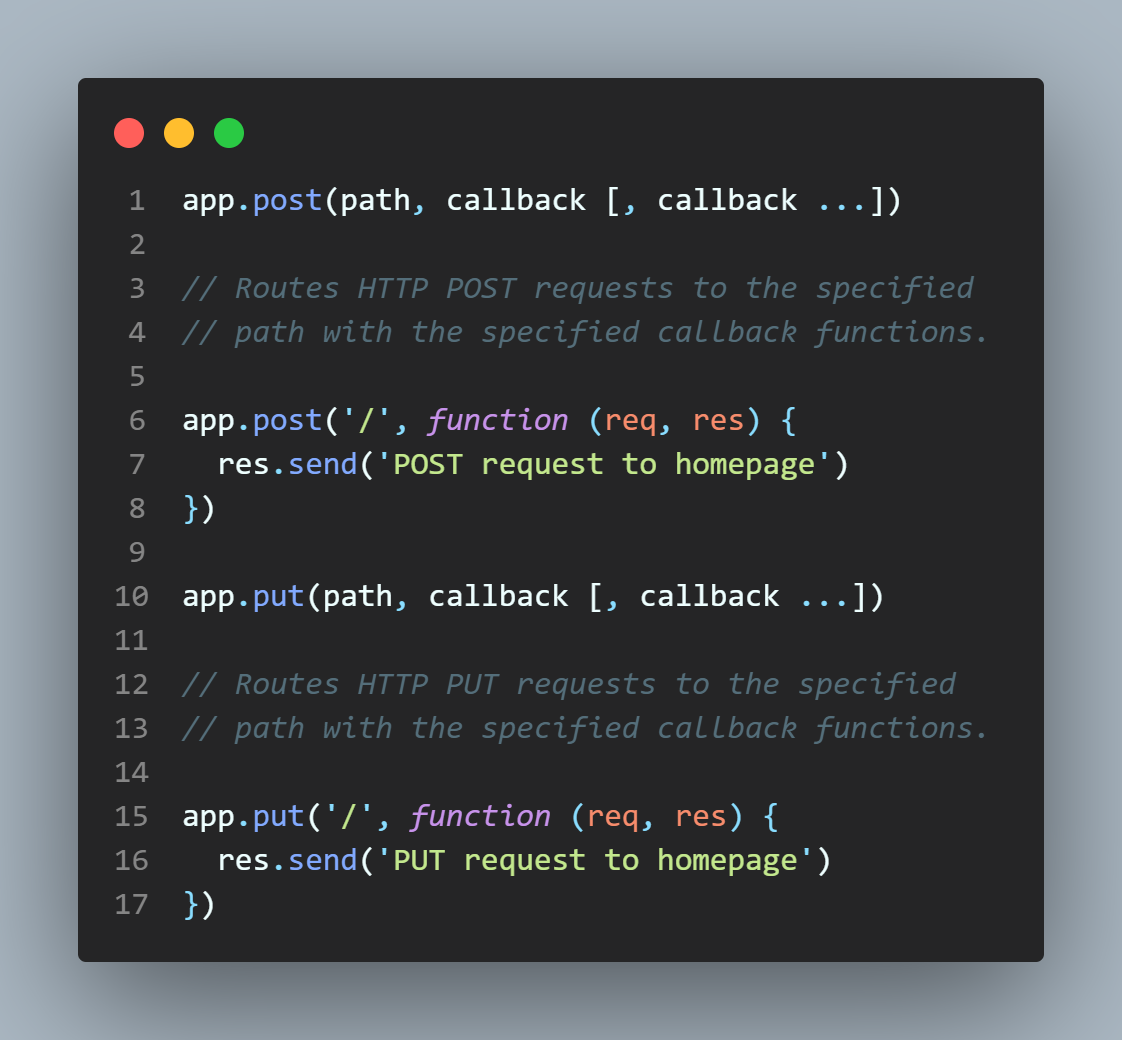 1 app.post(path, callback [, callback ...])
2
3 // Routes HTTP POST requests to the specified
4 // path with the specified callback functions.
5
6 app.post('/', function (req, res) {
7   res.send('POST request to homepage')
8 })
9
10 app.put(path, callback [, callback ...])
11
12 // Routes HTTP PUT requests to the specified
13 // path with the specified callback functions.
14
15 app.put('/', function (req, res) {
16   res.send('PUT request to homepage')
17 })